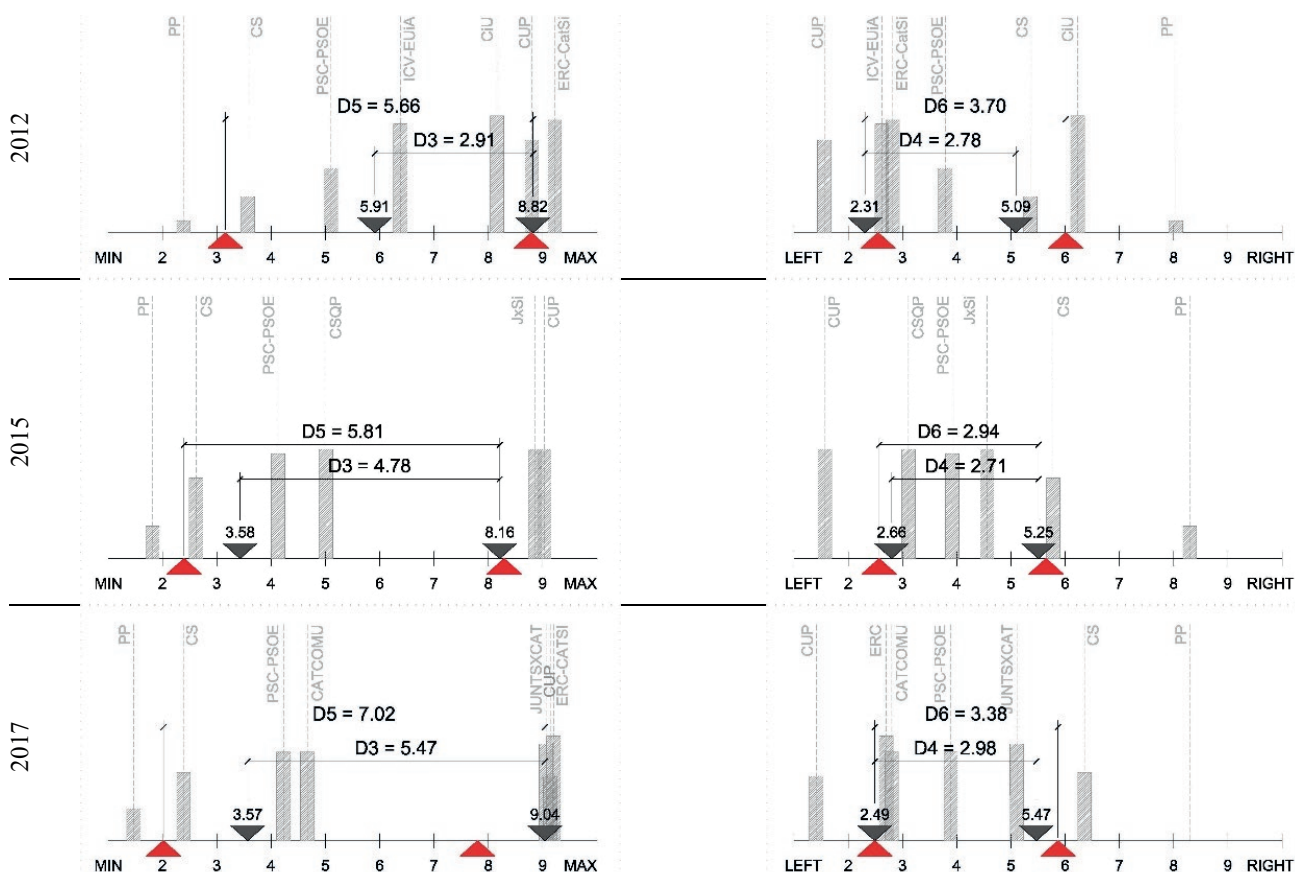 2012
PP
CS
PSC-PSOE
ICV-EUiA
CiU
CUP
ERC-CatSi
D5 = 5.66
D3 = 2.91
5.91
8.82
MIN 2 3 4 5 6 7 8 9 MAX
CUP
ICV-EUiA
ERC-CatSi
PSC-PSOE
CS
CiU
PP
D6 = 3.70
D4 = 2.78
2.31
5.09
LEFT 2 3 4 5 6 7 8 9 RIGHT
2015
PP
CS
PSC-PSOE
CSQP
JxSi
CUP
D5 = 5.81
D3 = 4.78
3.58
8.16
MIN 2 3 4 5 6 7 8 9 MAX
CUP
CSQP
PSC-PSOE
JxSi
CS
PP
D6 = 2.94
D4 = 2.71
2.66
5.25
LEFT 2 3 4 5 6 7 8 9 RIGHT
2017
PP
CS
PSC-PSOE
CATCOMU
JUNTSXCAT
CUP
ERC-CATSI
D5 = 7.02
D3 = 5.47
3.57
9.04
MIN 2 3 4 5 6 7 8 9 MAX
CUP
ERC
CATCOMU
PSC-PSOE
JUNTSXCAT
CS
PP
D6 = 3.38
D4 = 2.98
2.49
5.47
LEFT 2 3 4 5 6 7 8 9 RIGHT